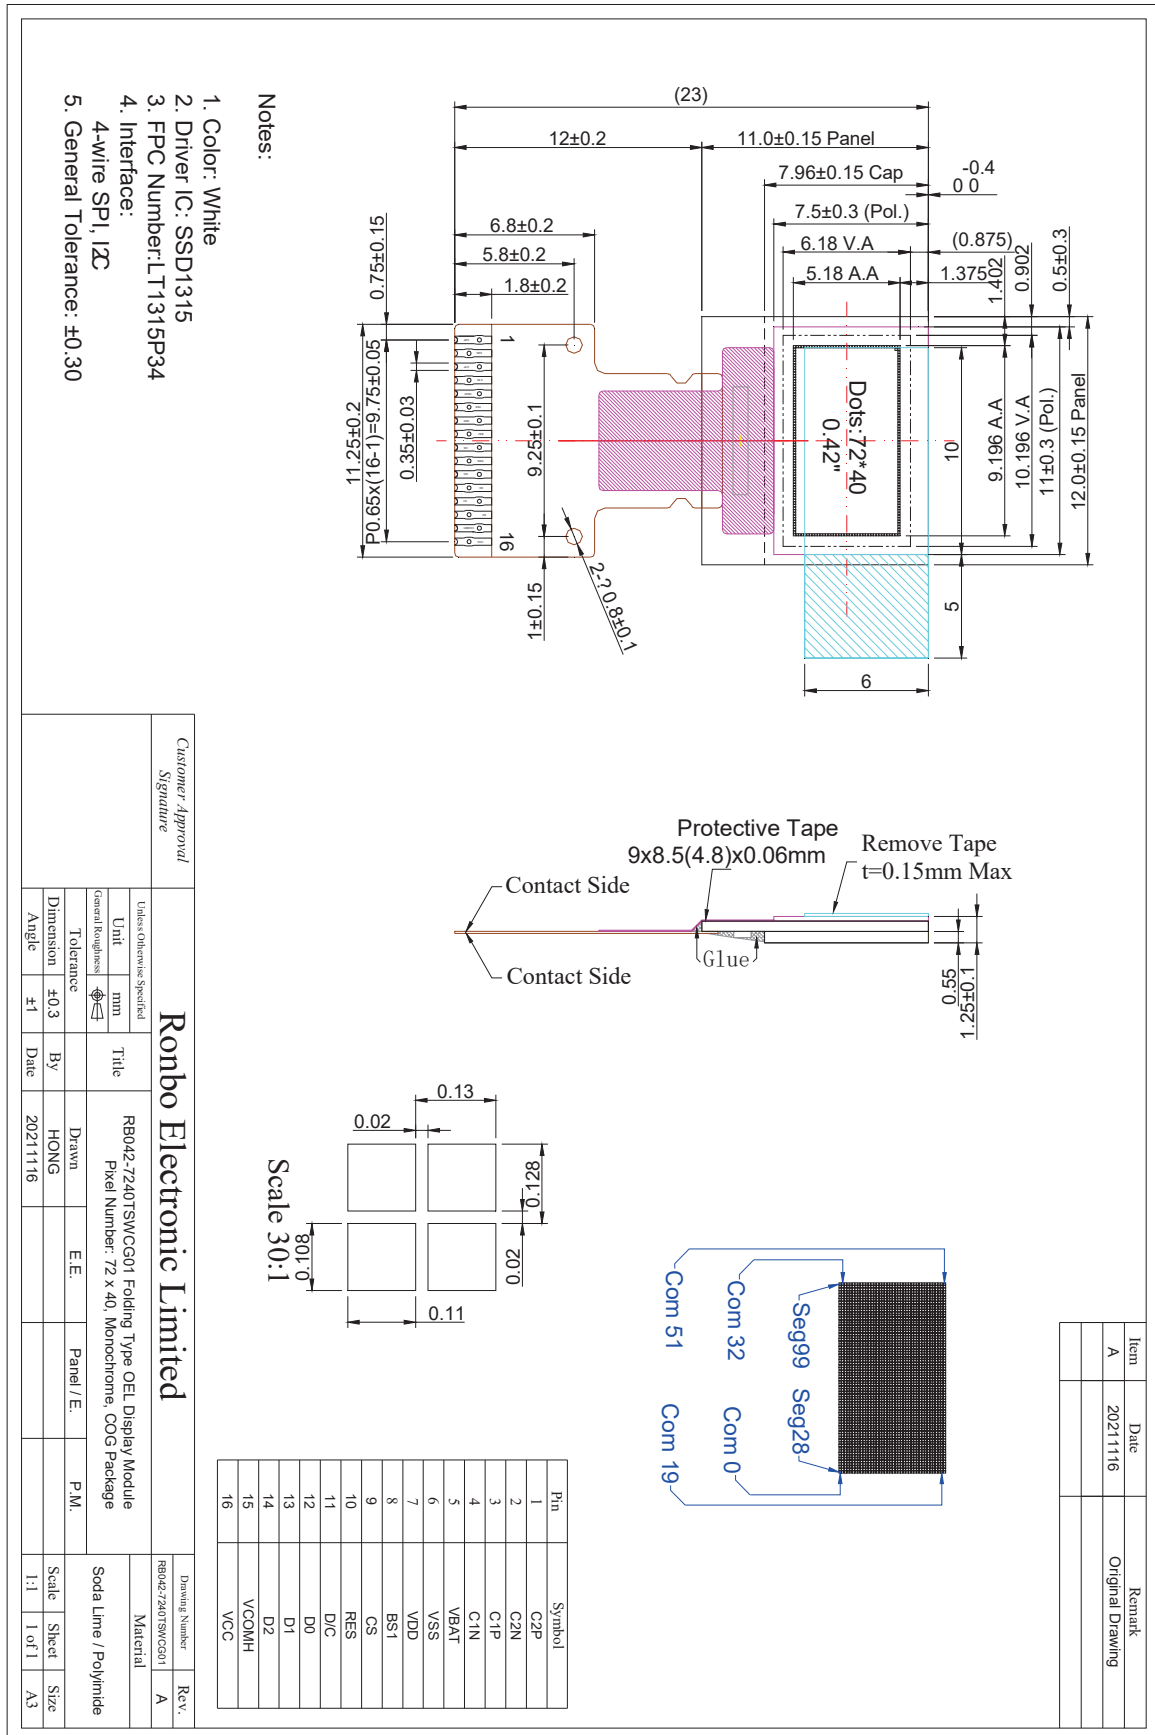 Notes:
1. Color: White
2. Driver IC: SSD1315
3. FPC Number:LT1315P34
4. Interface:
4-wire SPI, I2C
5. General Tolerance: ±0.30
(23)
12±0.2
11.0±0.15 Panel
7.96±0.15 Cap
-0.4
0 0
7.5±0.3 (Pol.)
6.18 V.A
(0.875)
5.18 A.A
1.375
6.8±0.2
5.8±0.2
1.8±0.2
0.75±0.15
P0.65x(16-1)=9.75±0.05
11.25±0.2
0.35±0.03
9.25±0.1
1±0.15
2-?0.8±0.1
1
16
1.402
0.902
0.5±0.3
Dots:72*40
0.42"
10
9.196 A.A
10.196 V.A
11±0.3 (Pol.)
12.0±0.15 Panel
5
6
Protective Tape
9x8.5(4.8)x0.06mm
Remove Tape
t=0.15mm Max
Contact Side
Contact Side
Glue
0.55
1.25±0.1
0.13
0.02
0.128
0.02
0.108
0.11
Scale 30:1
Seg99
Seg28
Com 32
Com 0
Com 51
Com 19
Item Date Remark
A 20211116 Original Drawing
Pin Symbol
1 C2P
2 C2N
3 C1P
4 C1N
5 VBAT
6 VSS
7 VDD
8 BS1
9 CS
10 RES
11 D/C
12 D0
13 D1
14 D2
15 VCOMH
16 VCC
Customer Approval
Signature
Ronbo Electronic Limited
Drawing Number Rev.
RB042-7240TSWCG01 A
Unless Otherwise Specified
Unit mm
General Roughness
Tolerance
Dimension ±0.3
Angle ±1
Title
RB042-7240TSWCG01 Folding Type OEL Display Module
Pixel Number: 72 x 40, Monochrome, COG Package
Material
Soda Lime / Polyimide
Drawn E.E. Panel / E. P.M.
By HONG
Date 20211116
Scale Sheet Size
1:1 1 of 1 A3